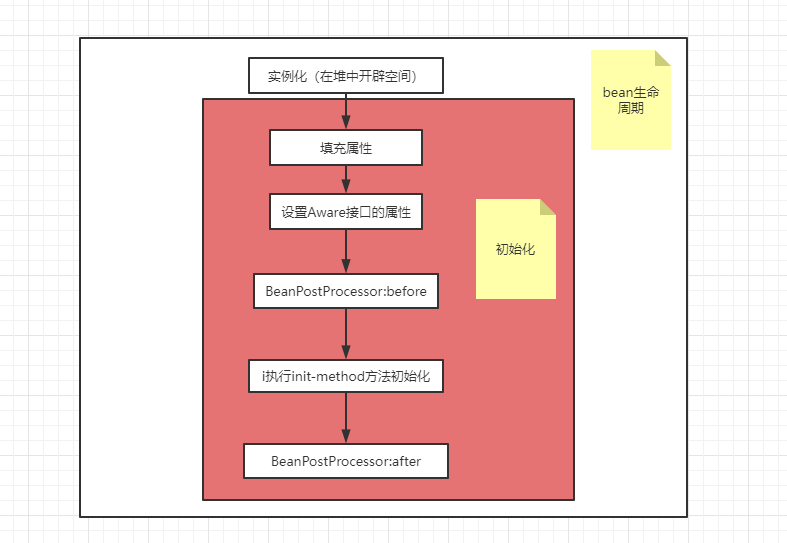 实例化（在堆中开辟空间）
bean生命
周期
填充属性
设置Aware接口的属性
初始化
BeanPostProcessor:before
i执行init-method方法初始化
BeanPostProcessor:after